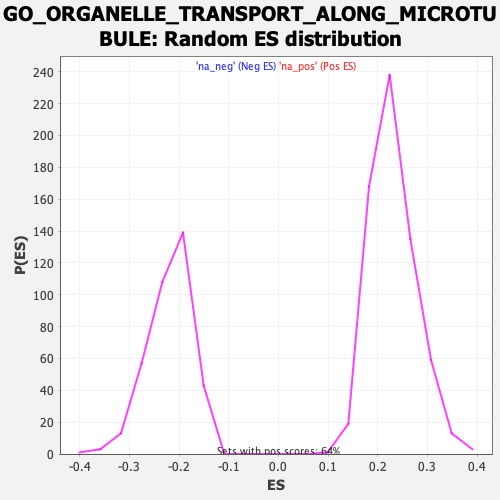 GO_ORGANELLE_TRANSPORT_ALONG_MICROTU
BULE: Random ES distribution
'na_neg' (Neg ES) 'na_pos' (Pos ES)
240
220
200
180
160
140
120
100
80
60
40
20
0
P(ES)
Sets with pos scores: 64%
-0.4 -0.3 -0.2 -0.1 0.0 0.1 0.2 0.3 0.4
ES